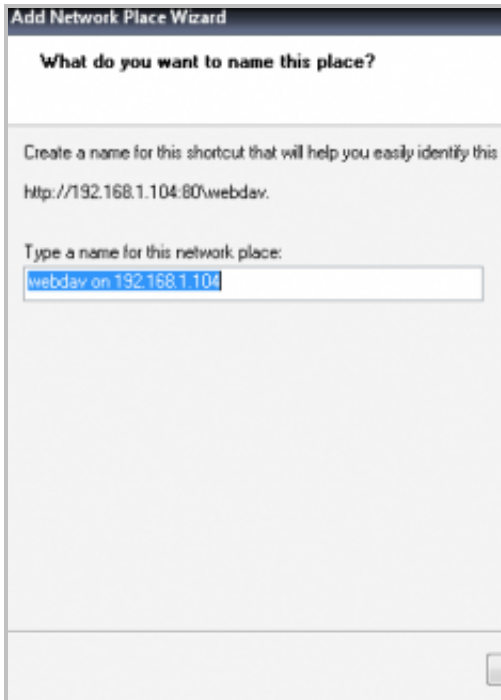 Add Network Place Wizard
What do you want to name this place?
Create a name for this shortcut that will help you easily identify this
http://192.168.1.104:80\webdav.
Type a name for this network place:
webdav on 192.168.1.104